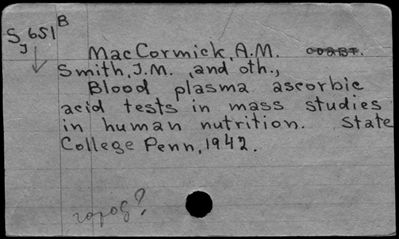 S 651 B
J
MacCormick, A.M.
Smith, J.M. , and oth.,
Blood plasma ascorbic
acid tests in mass studies
in human nutrition. State
College Penn, 1942.
город?